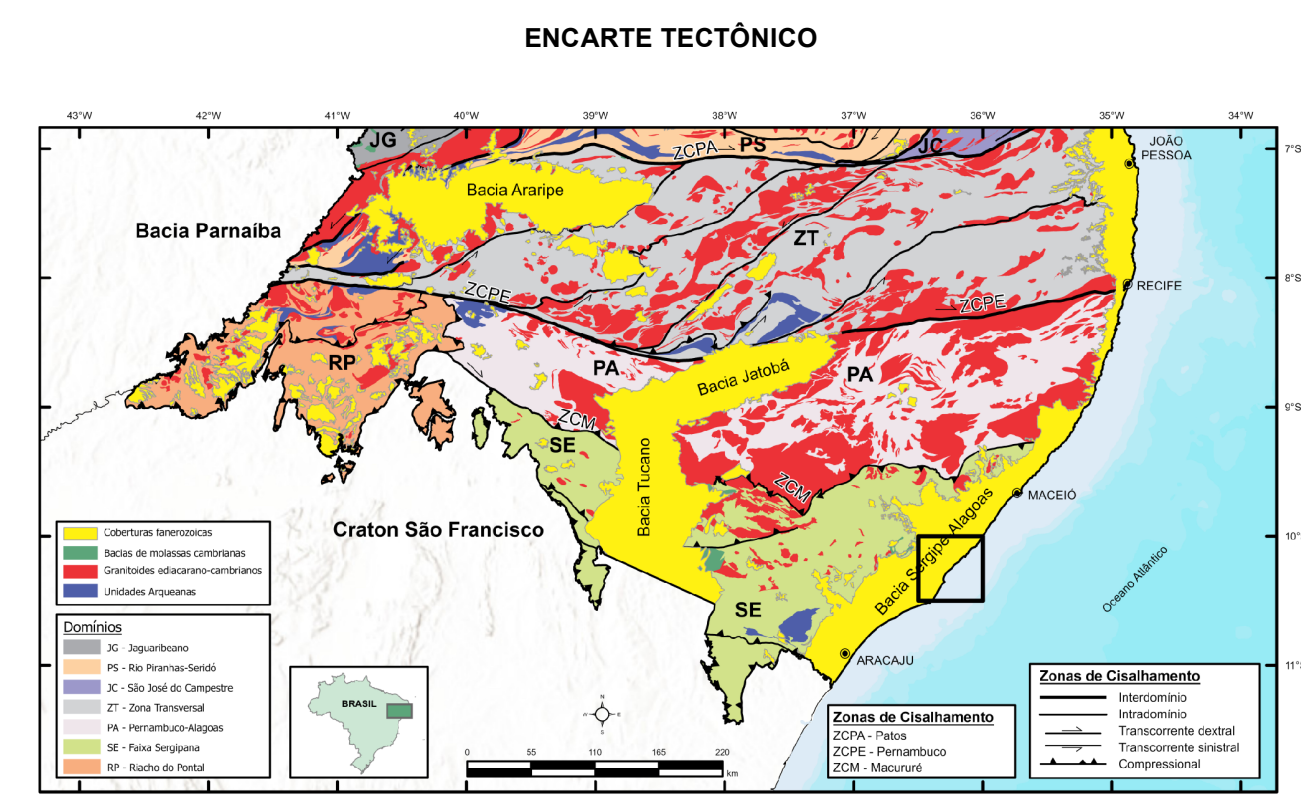 ENCARTE TECTÔNICO
43°W 42°W 41°W 40°W 39°W 38°W 37°W 36°W 35°W 34°W
JG
ZCPA
PS
JC
JOÃO
PESSOA
7°S
Bacia Araripe
Bacia Parnaíba
ZT
8°S
ZCPE
ZCPE
RECIFE
RP
PA
Bacia Jatobá
PA
9°S
ZCM
SE
Bacia Tucano
ZCM
MACEIÓ
Craton São Francisco
Bacia Sergipe Alagoas
10°
Oceano Atlântico
SE
ARACAJU
11°
Coberturas fanerozoicas
Bacias de molassas cambrianas
Granitoides ediacarano-cambrianos
Unidades Arqueanas
Domínios
JG - Jaguaribeano
PS - Rio Piranhas-Seridó
JC - São José do Campestre
ZT - Zona Transversal
PA - Pernambuco-Alagoas
SE - Faixa Sergipana
RP - Riacho do Pontal
BRASIL
N
W E
S
0 55 110 165 220
km
Zonas de Cisalhamento
ZCPA - Patos
ZCPE - Pernambuco
ZCM - Macururé
Zonas de Cisalhamento
Interdomínio
Intradomínio
Transcorrente dextral
Transcorrente sinistral
Compressional